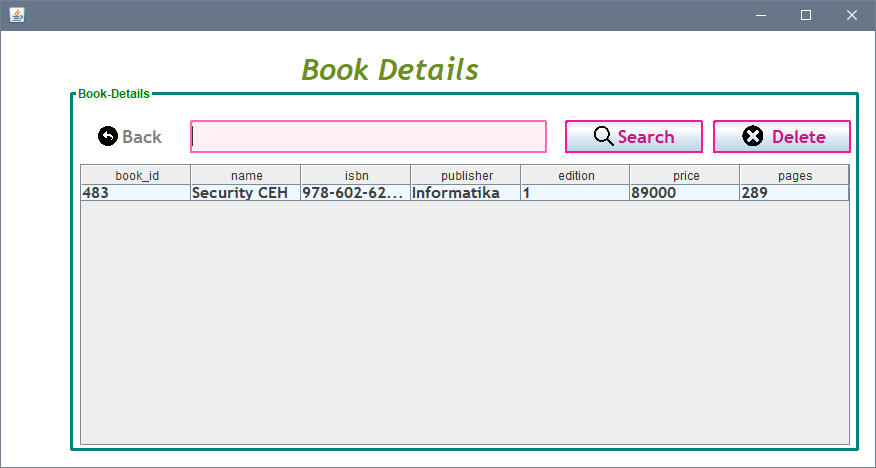 Book Details
Book-Details
Back Search Delete
book_id name isbn publisher edition price pages
483 Security CEH 978-602-62... Informatika 1 89000 289